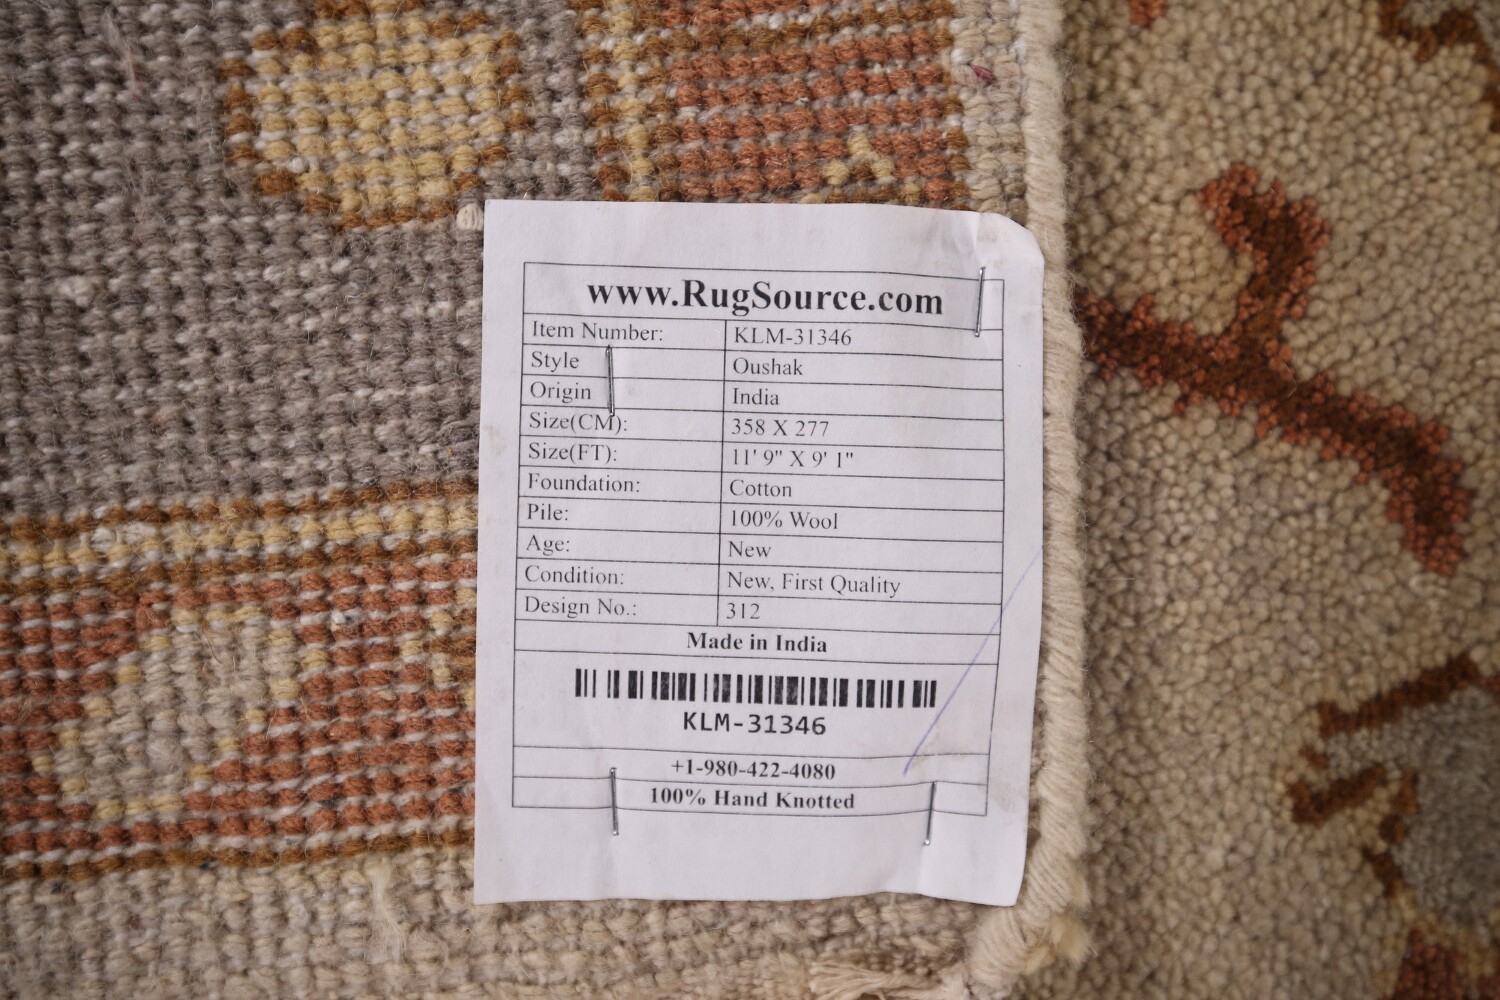 www.RugSource.com
Item Number: KLM-31346
Style Oushak
Origin India
Size(CM): 358 X 277
Size(FT): 11' 9" X 9' 1"
Foundation: Cotton
Pile: 100% Wool
Age: New
Condition: New, First Quality
Design No.: 312
Made in India
KLM-31346
+1-980-422-4080
100% Hand Knotted